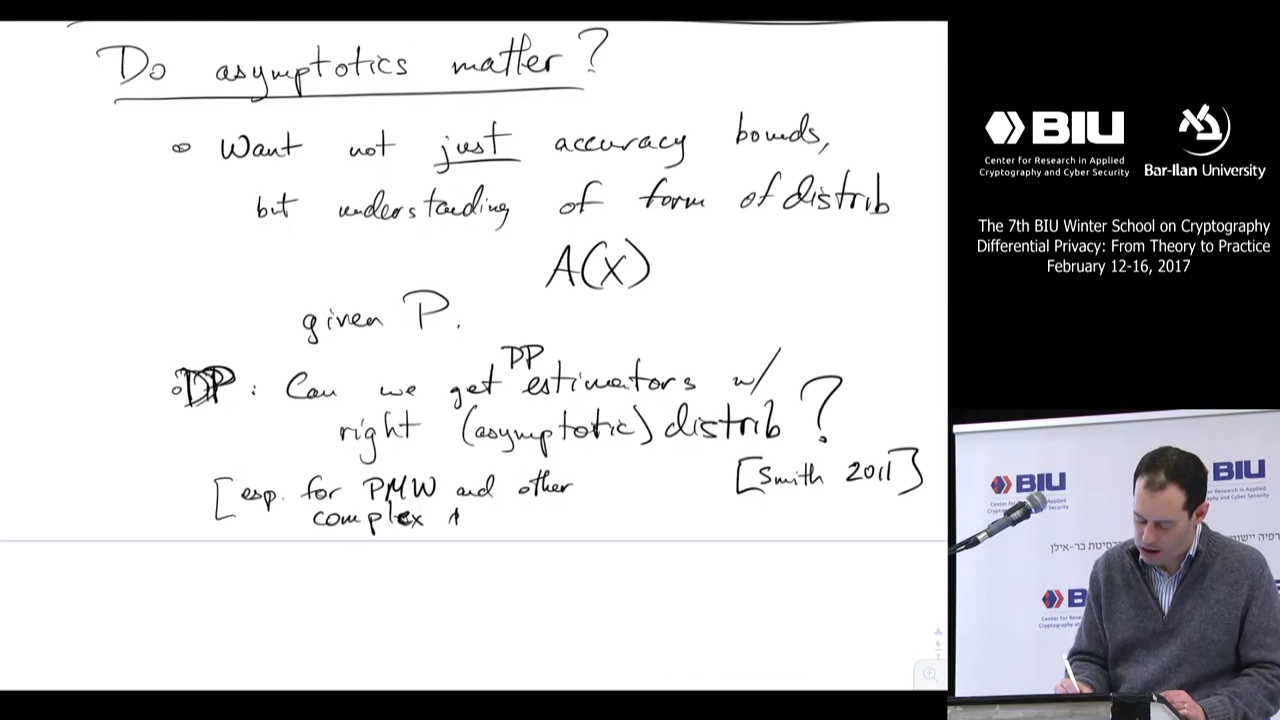 Do asymptotics matter?
Want not just accuracy bounds,
but understanding of form of distrib
A(X)
given P.
DP: Can we get DP estimators w/
right (asymptotic) distrib ?
[Smith 2011]
[esp. for PMW and other
complex
BIU
Center for Research in Applied
Cryptography and Cyber Security
Bar-Ilan University
The 7th BIU Winter School on Cryptography
Differential Privacy: From Theory to Practice
February 12-16, 2017
BIU
BIU